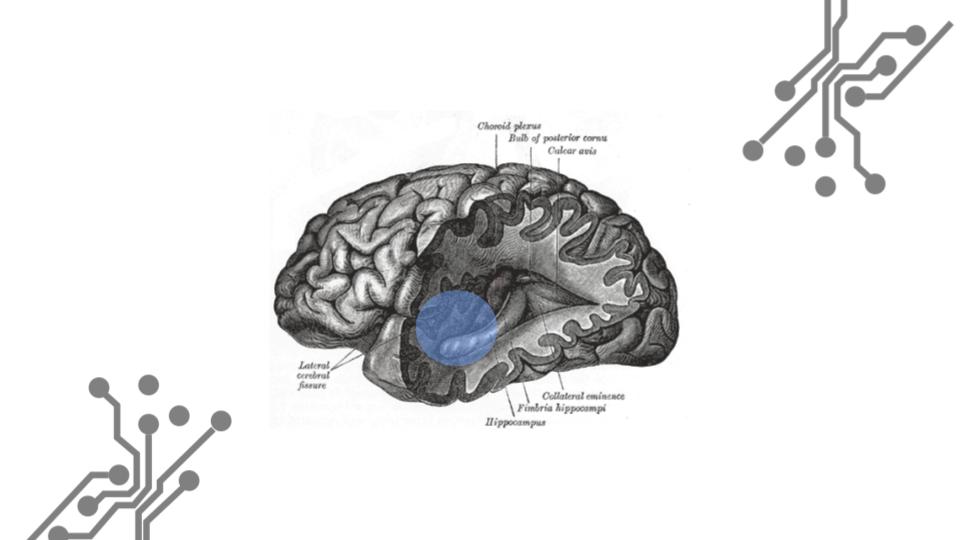 Choroid plexus
Bulb of posterior cornu
Calcar avis
Lateral
cerebral
fissure
Collateral eminence
Fimbria hippocampi
Hippocampus